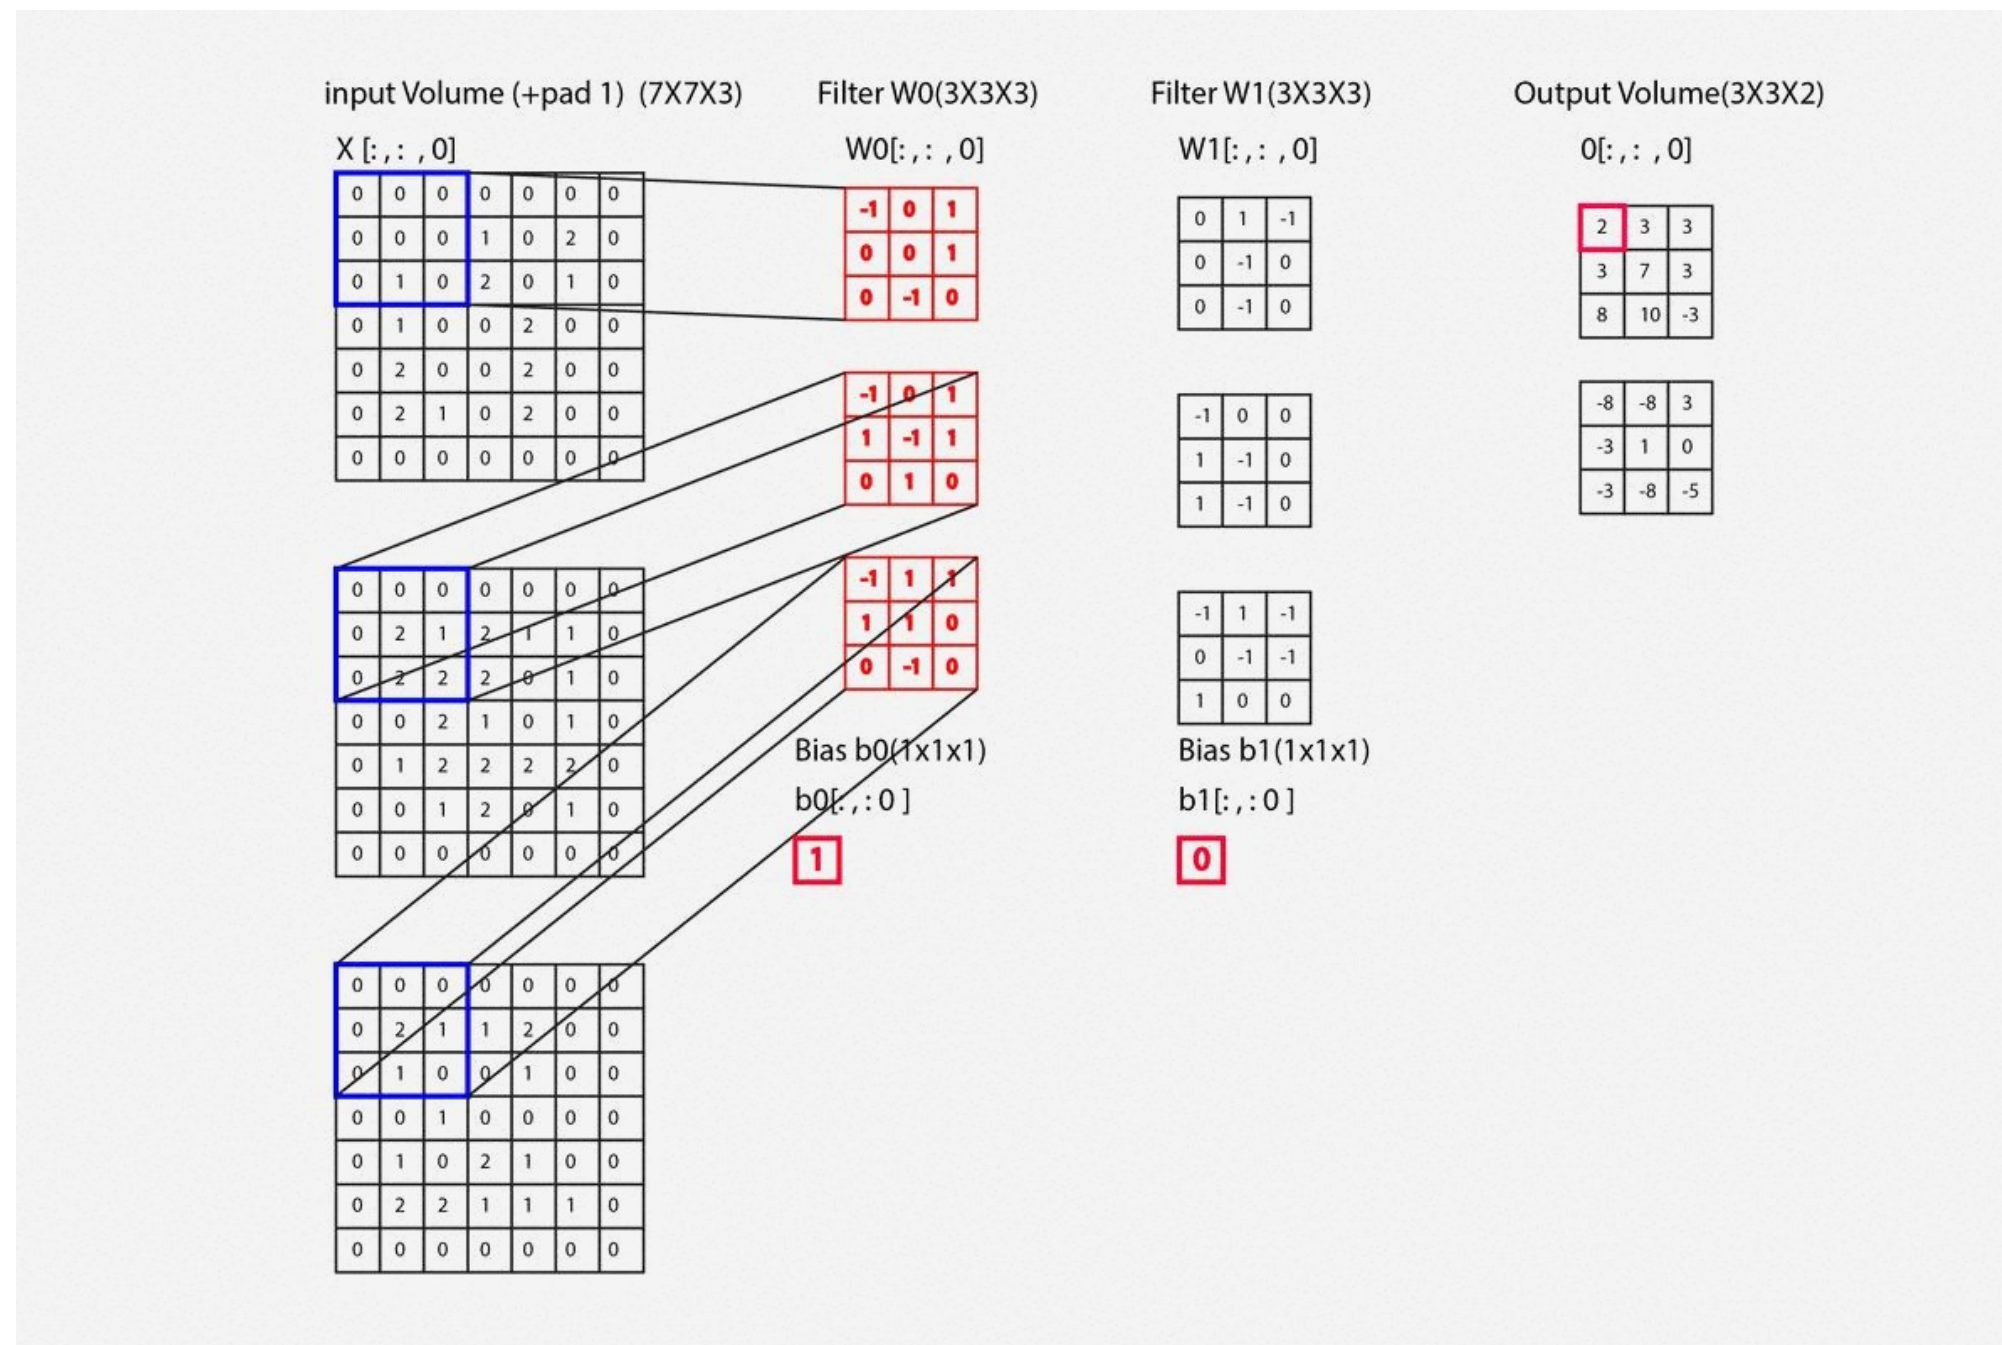 input Volume (+pad 1) (7X7X3)
X [:,: ,0]
0 0 0 0 0 0 0
0 0 0 1 0 2 0
0 1 0 2 0 1 0
0 1 0 0 2 0 0
0 2 0 0 2 0 0
0 2 1 0 2 0 0
0 0 0 0 0 0 0
0 0 0 0 0 0 0
0 2 1 2 1 1 0
0 2 2 2 0 1 0
0 0 2 1 0 1 0
0 1 2 2 2 2 0
0 0 1 2 0 1 0
0 0 0 0 0 0 0
0 0 0 0 0 0 0
0 2 1 1 2 0 0
0 1 0 0 1 0 0
0 0 1 0 0 0 0
0 1 0 2 1 0 0
0 2 2 1 1 1 0
0 0 0 0 0 0 0
Filter W0(3X3X3)
W0[:,: ,0]
-1 0 1
0 0 1
0 -1 0
-1 0 1
1 -1 1
0 1 0
-1 1 1
1 1 0
0 -1 0
Bias b0(1x1x1)
b0[:,:0 ]
1
Filter W1(3X3X3)
W1[:,: ,0]
0 1 -1
0 -1 0
0 -1 0
-1 0 0
1 -1 0
1 -1 0
-1 1 -1
0 -1 -1
1 0 0
Bias b1(1x1x1)
b1[:,:0 ]
0
Output Volume(3X3X2)
0[:,: ,0]
2 3 3
3 7 3
8 10 -3
-8 -8 3
-3 1 0
-3 -8 -5